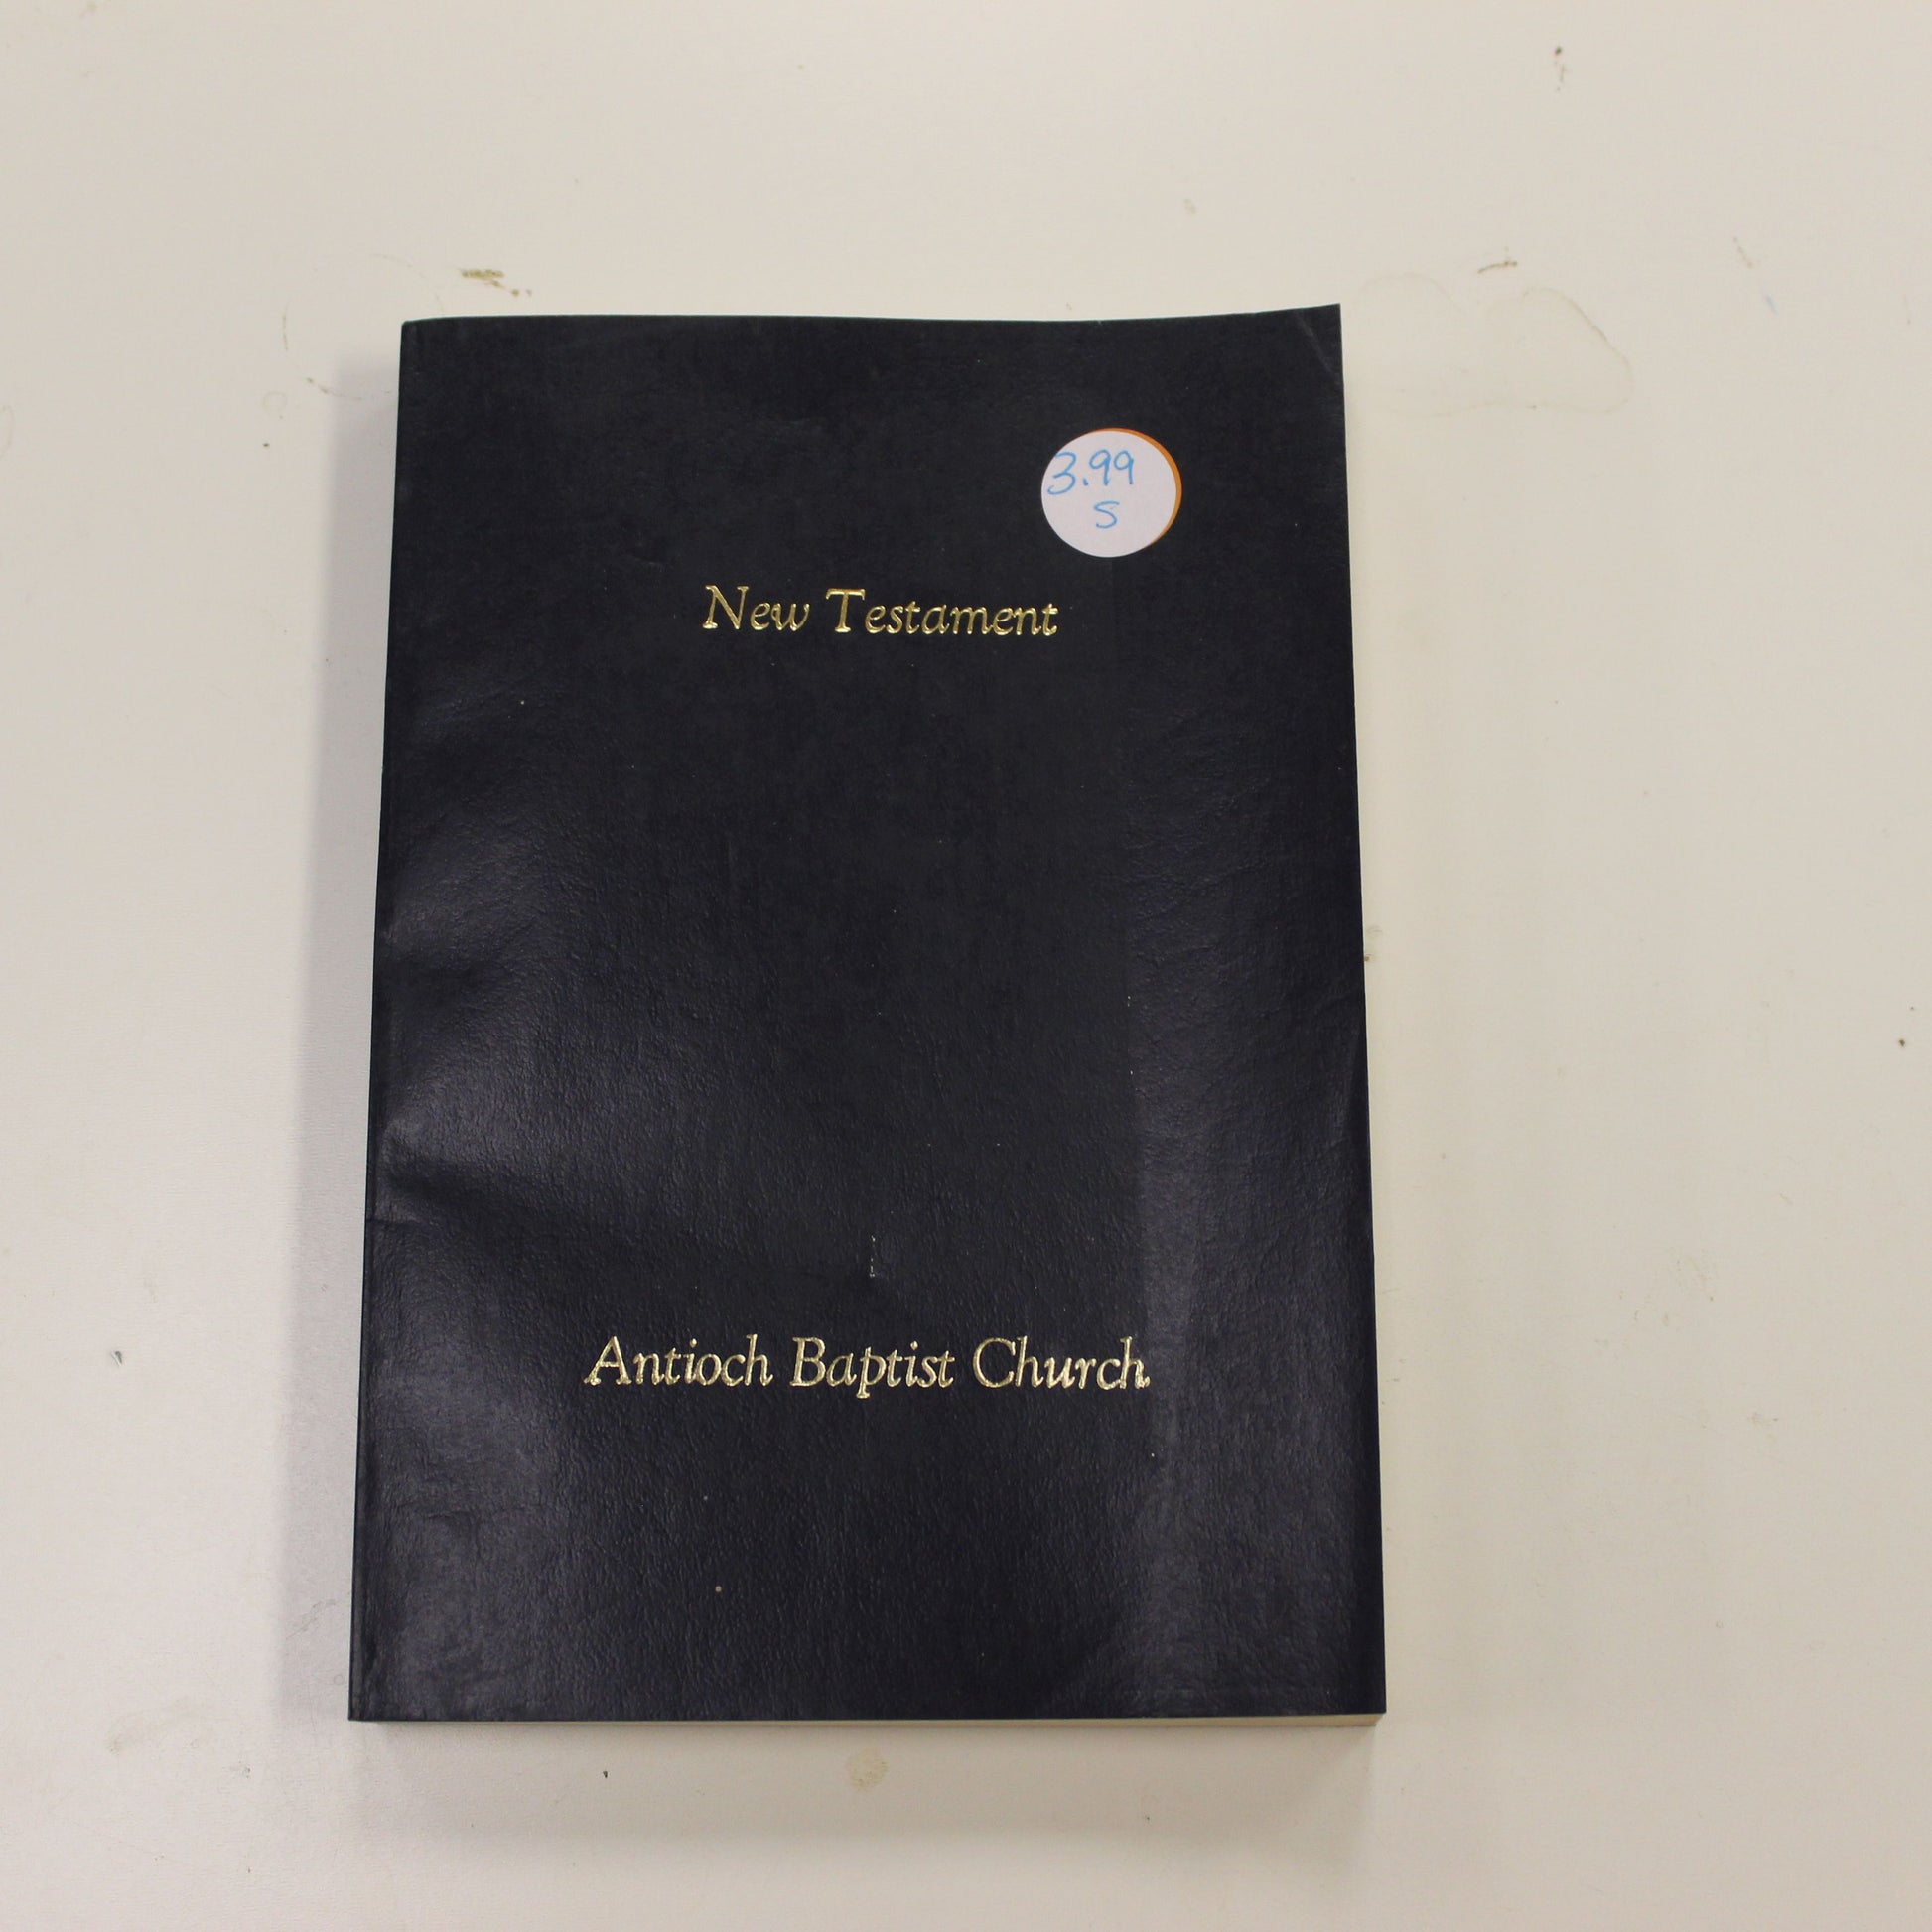 3.99
S
New Testament
Antioch Baptist Church